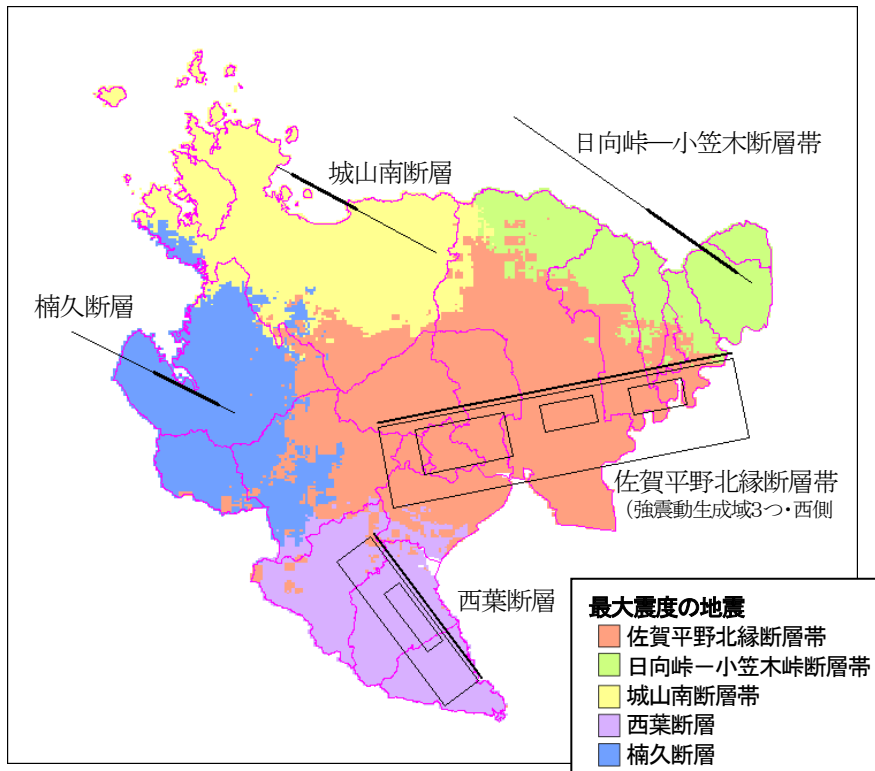 日向峠―小笠木断層帯
城山南断層
楠久断層
佐賀平野北縁断層帯
(強震動生成域3つ・西側
西葉断層
最大震度の地震
佐賀平野北縁断層帯
日向峠－小笠木峠断層帯
城山南断層帯
西葉断層
楠久断層